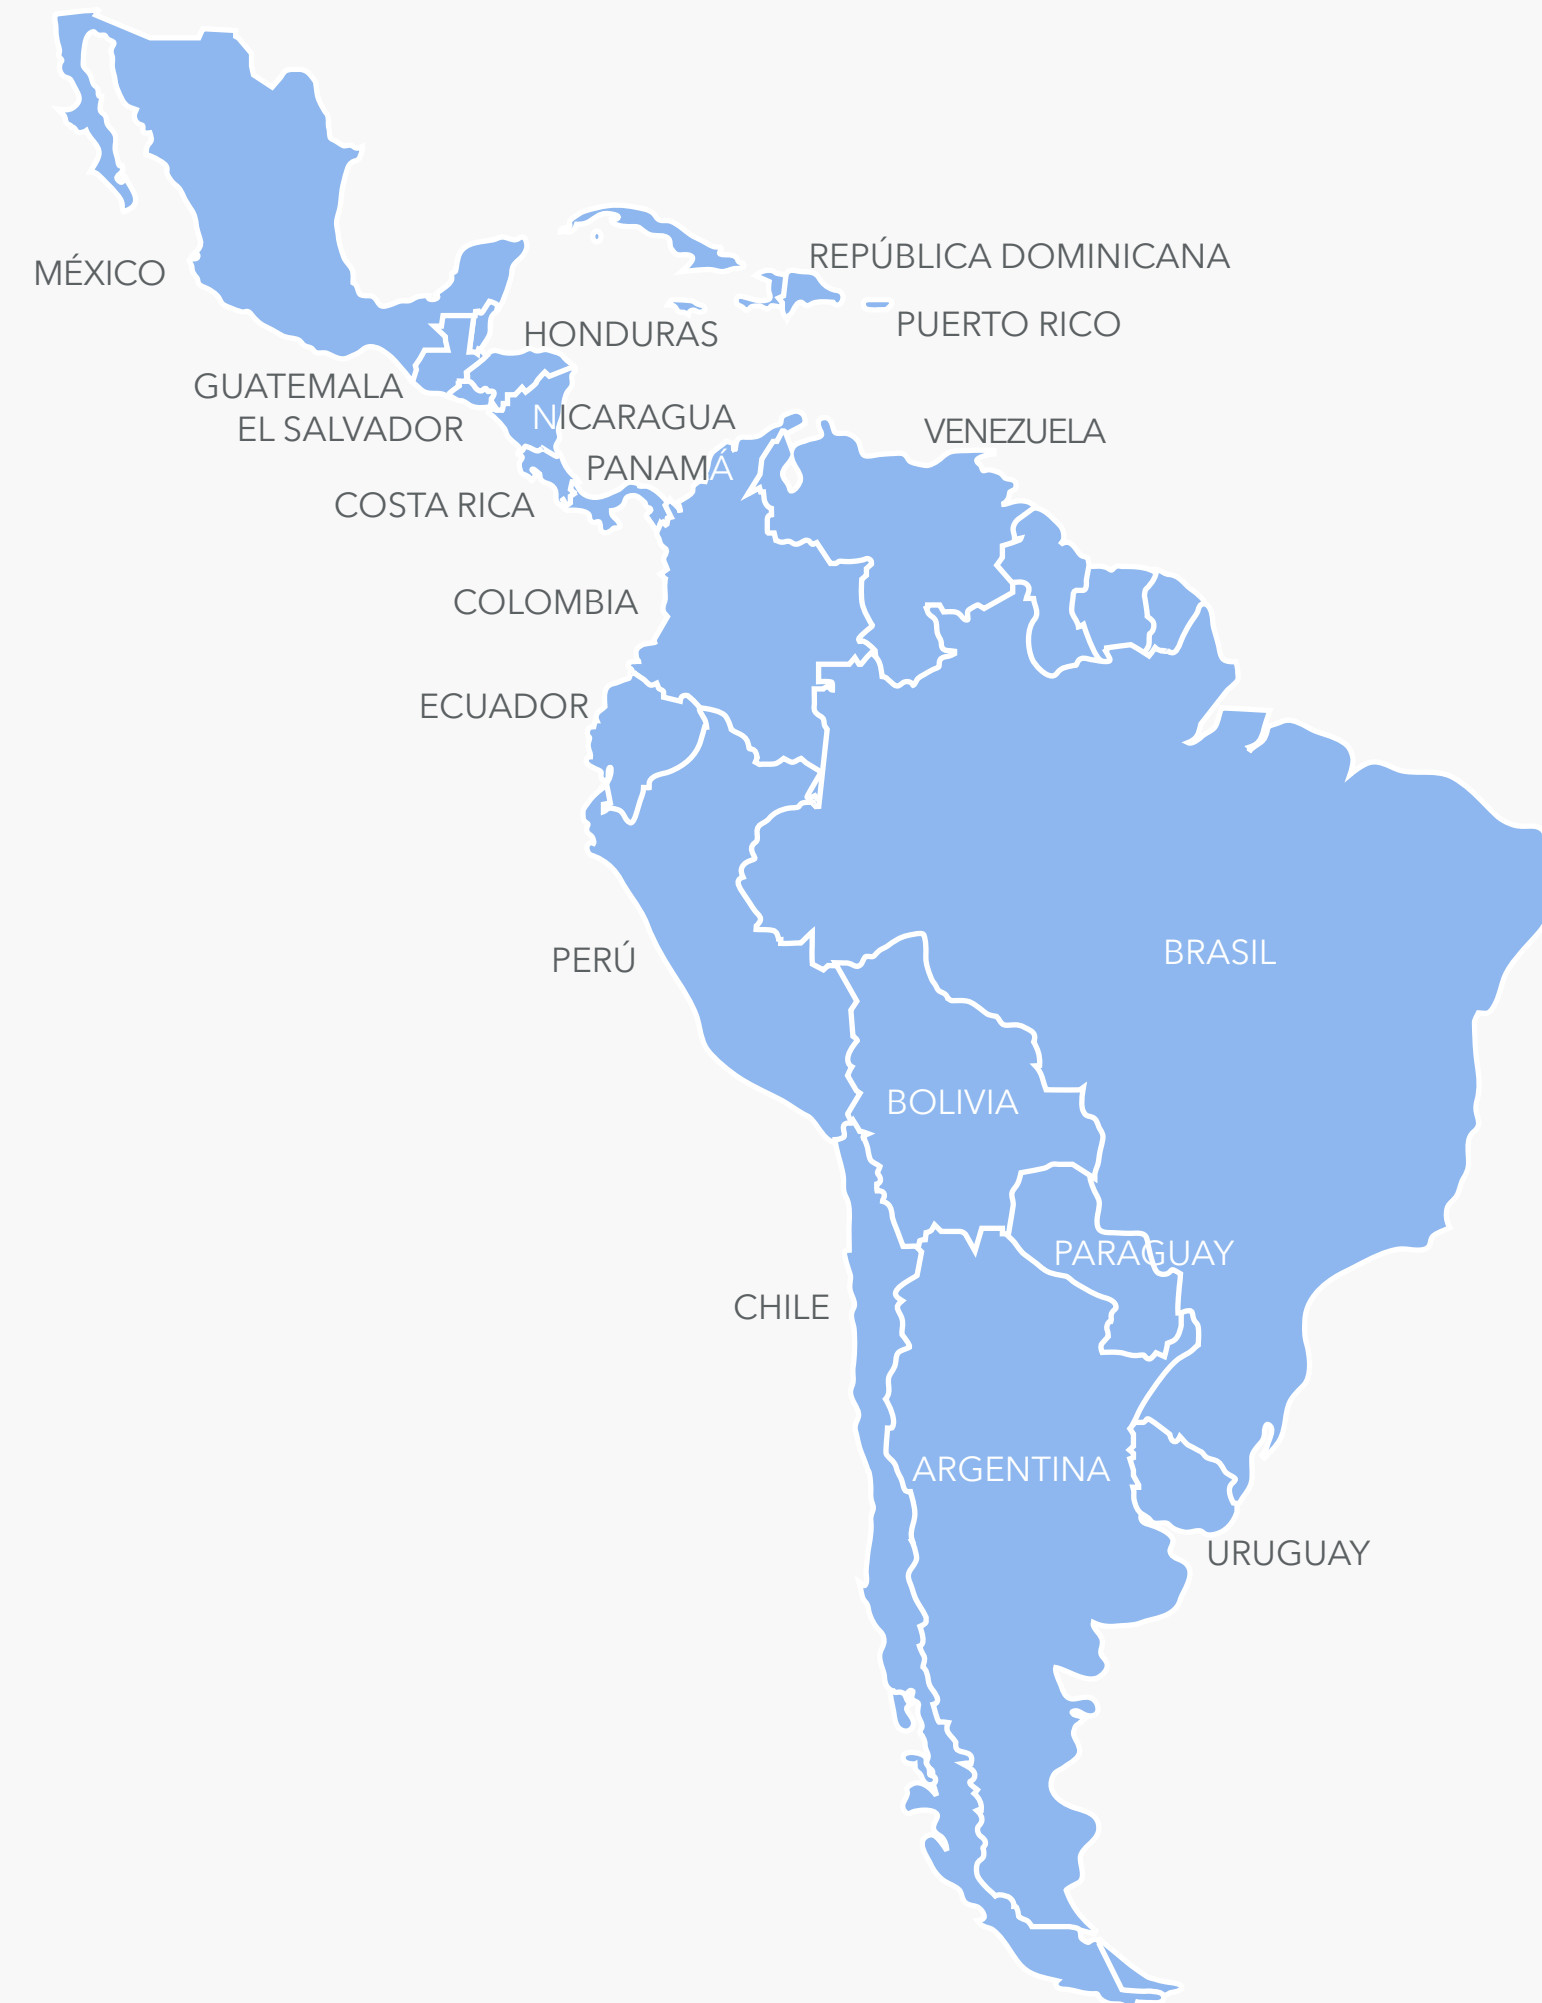 REPÚBLICA DOMINICANA
MÉXICO
PUERTO RICO
HONDURAS
GUATEMALA
NICARAGUA
EL SALVADOR
VENEZUELA
PANAMÁ
COSTA RICA
COLOMBIA
ECUADOR
BRASIL
PERÚ
BOLIVIA
PARAGUAY
CHILE
ARGENTINA
URUGUAY